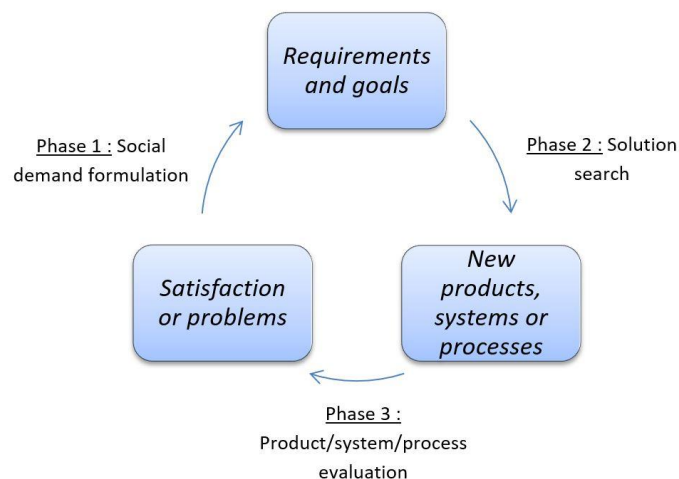 Requirements
and goals
Phase 1 : Social
demand formulation
Phase 2 : Solution
search
Satisfaction
or problems
New
products,
systems or
processes
Phase 3 :
Product/system/process
evaluation